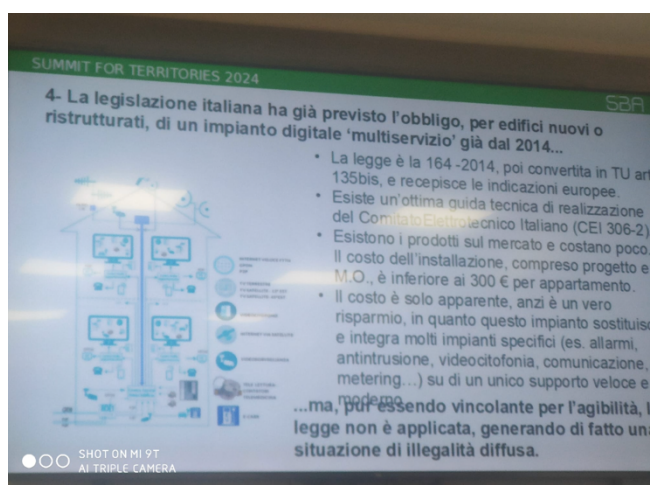 SUMMIT FOR TERRITORIES 2024
SBA
4- La legislazione italiana ha già previsto l'obbligo, per edifici nuovi o
ristrutturati, di un impianto digitale 'multiservizio' già dal 2014...
• La legge è la 164 -2014, poi convertita in TU art
135bis, e recepisce le indicazioni europee.
• Esiste un'ottima guida tecnica di realizzazione
del Comitato Elettrotecnico Italiano (CEI 306-2)
• Esistono i prodotti sul mercato e costano poco.
Il costo dell'installazione, compreso progetto e
M.O., è inferiore ai 300 € per appartamento.
• Il costo è solo apparente, anzi è un vero
risparmio, in quanto questo impianto sostituisc
e integra molti impianti specifici (es. allarmi,
antintrusione, videocitofonia, comunicazione,
metering...) su di un unico supporto veloce e
moderno
...ma, pur essendo vincolante per l'agibilità, l
legge non è applicata, generando di fatto una
situazione di illegalità diffusa.
SHOT ON MI 9T
AI TRIPLE CAMERA